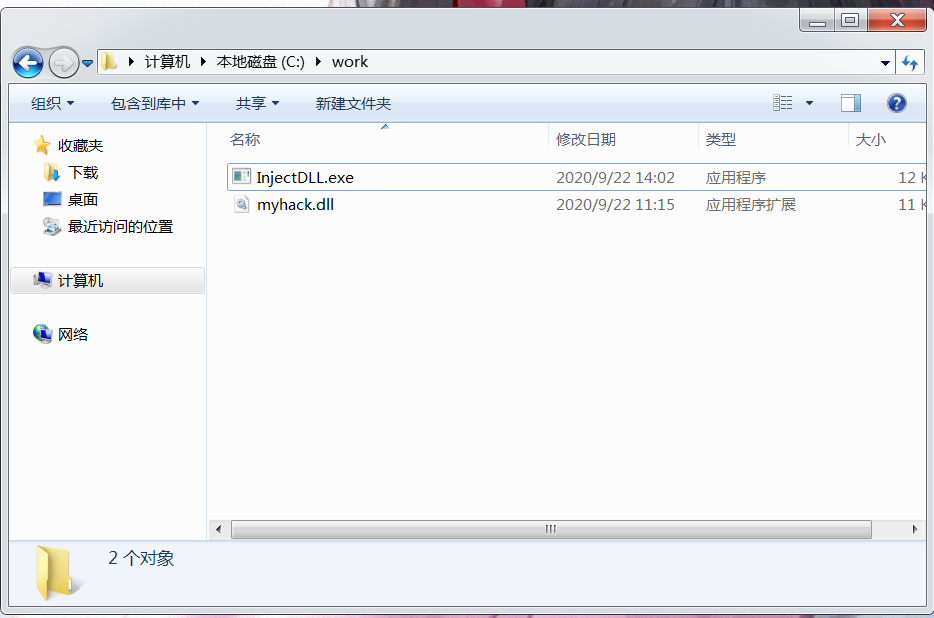 计算机 本地磁盘 (C:) work
组织 包含到库中 共享 新建文件夹
收藏夹
下载
桌面
最近访问的位置
计算机
网络
名称 修改日期 类型 大小
InjectDLL.exe 2020/9/22 14:02 应用程序 12 K
myhack.dll 2020/9/22 11:15 应用程序扩展 11 K
2 个对象